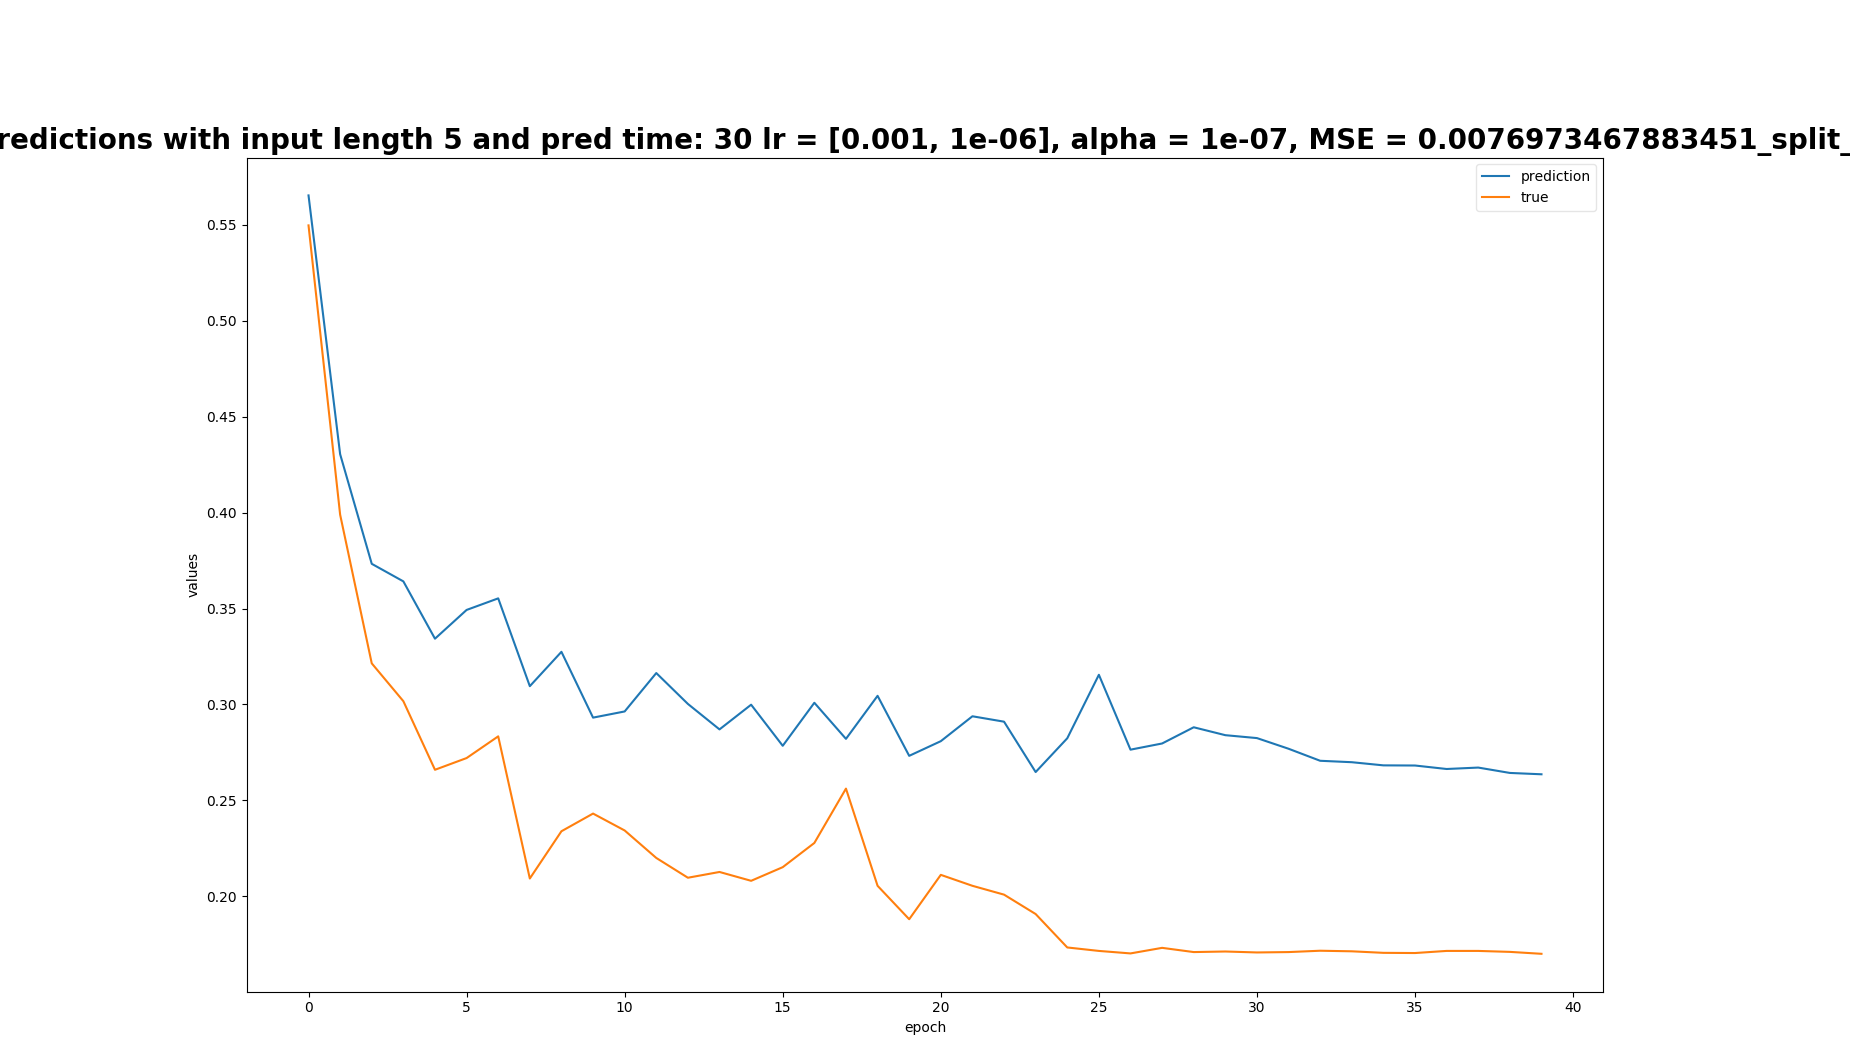 redictions with input length 5 and pred time: 30 lr = [0.001, 1e-06], alpha = 1e-07, MSE = 0.0076973467883451_split_
prediction
true
0.55
0.50
0.45
0.40
0.35
0.30
0.25
0.20
values
0 5 10 15 20 25 30 35 40
epoch